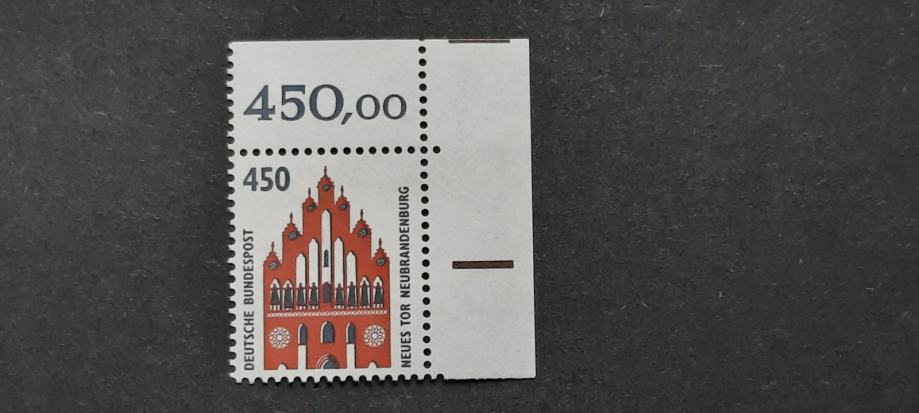 450,00
450
DEUTSCHE BUNDESPOST
NEUES TOR NEUBRANDENBURG